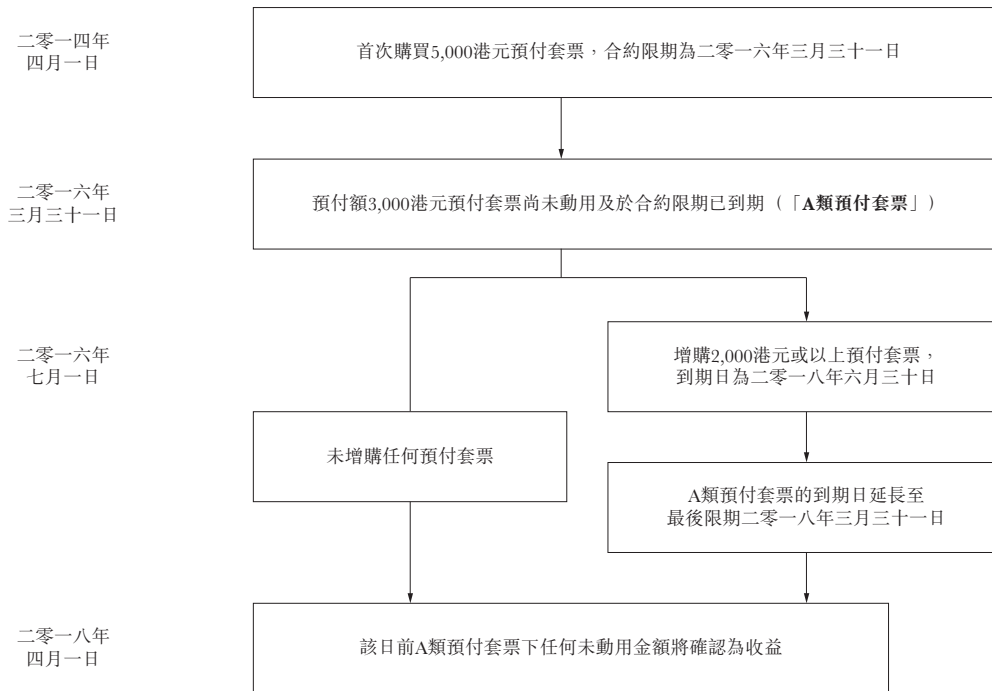 二零一四年
四月一日
首次購買5,000港元預付套票，合約限期為二零一六年三月三十一日
二零一六年
三月三十一日
預付額3,000港元預付套票尚未動用及於合約限期已到期（「A類預付套票」）
二零一六年
七月一日
增購2,000港元或以上預付套票，
到期日為二零一八年六月三十日
未增購任何預付套票
A類預付套票的到期日延長至
最後限期二零一八年三月三十一日
二零一八年
四月一日
該日前A類預付套票下任何未動用金額將確認為收益